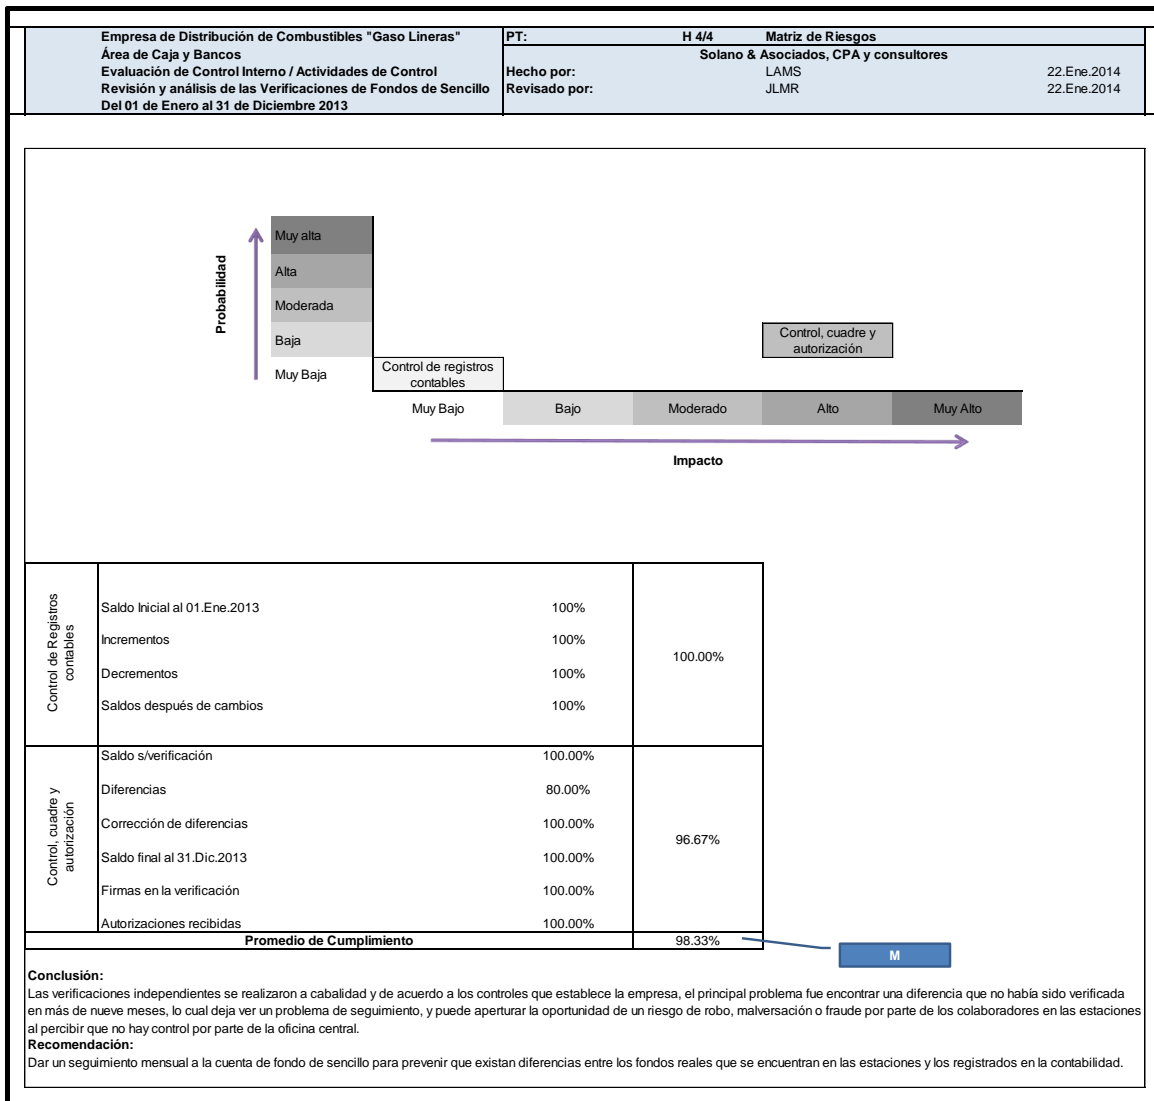 Empresa de Distribución de Combustibles "Gaso Lineras" PT: H 4/4 Matriz de Riesgos
Área de Caja y Bancos Solano & Asociados, CPA y consultores
Evaluación de Control Interno / Actividades de Control Hecho por: LAMS 22.Ene.2014
Revisión y análisis de las Verificaciones de Fondos de Sencillo Revisado por: JLMR 22.Ene.2014
Del 01 de Enero al 31 de Diciembre 2013
Probabilidad
Muy alta
Alta
Moderada
Baja
Muy Baja
Control, cuadre y
autorización
Control de registros
contables
Muy Bajo Bajo Moderado Alto Muy Alto
Impacto
Control de Registros
contables
Saldo Inicial al 01.Ene.2013 100%
Incrementos 100%
Decrementos 100%
Saldos después de cambios 100%
100.00%
Control, cuadre y
autorización
Saldo s/verificación 100.00%
Diferencias 80.00%
Corrección de diferencias 100.00%
Saldo final al 31.Dic.2013 100.00%
Firmas en la verificación 100.00%
Autorizaciones recibidas 100.00%
96.67%
Promedio de Cumplimiento 98.33%
M
Conclusión:
Las verificaciones independientes se realizaron a cabalidad y de acuerdo a los controles que establece la empresa, el principal problema fue encontrar una diferencia que no había sido verificada
en más de nueve meses, lo cual deja ver un problema de seguimiento, y puede aperturar la oportunidad de un riesgo de robo, malversación o fraude por parte de los colaboradores en las estaciones
al percibir que no hay control por parte de la oficina central.
Recomendación:
Dar un seguimiento mensual a la cuenta de fondo de sencillo para prevenir que existan diferencias entre los fondos reales que se encuentran en las estaciones y los registrados en la contabilidad.